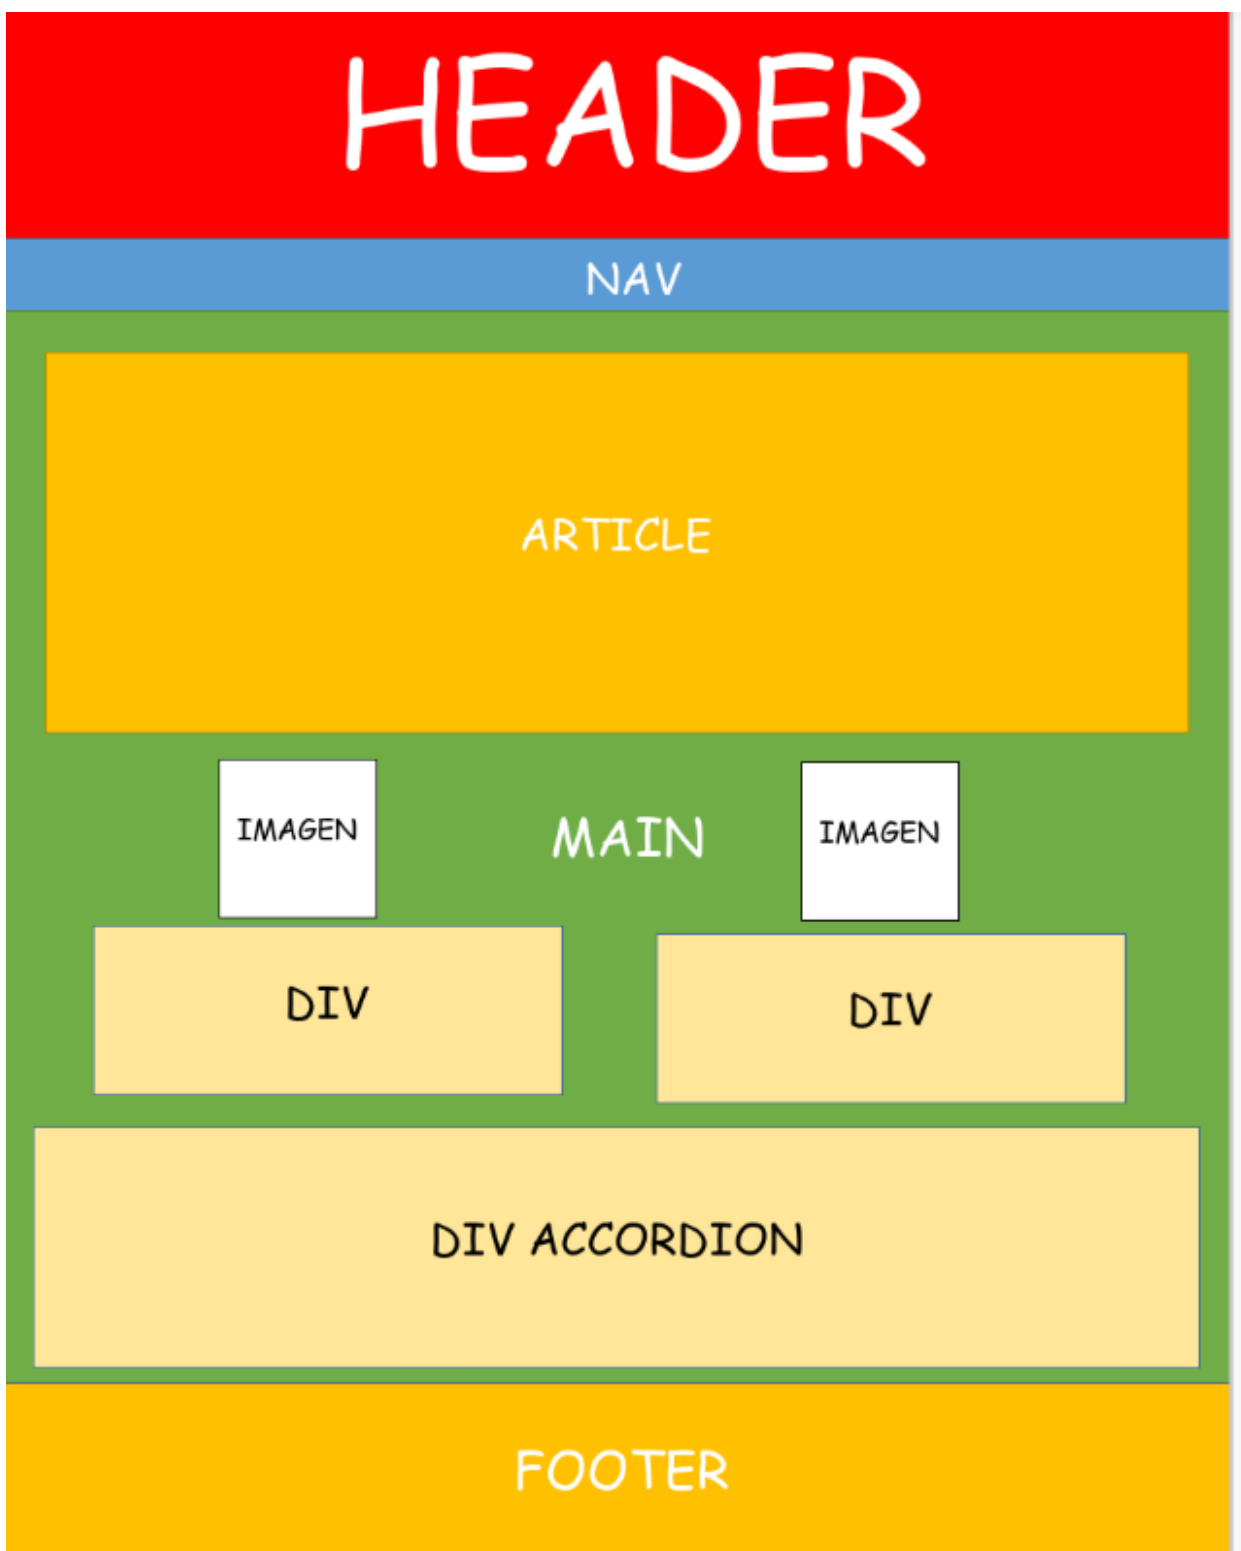 HEADER
NAV
ARTICLE
IMAGEN
MAIN
IMAGEN
DIV
DIV
DIV ACCORDION
FOOTER